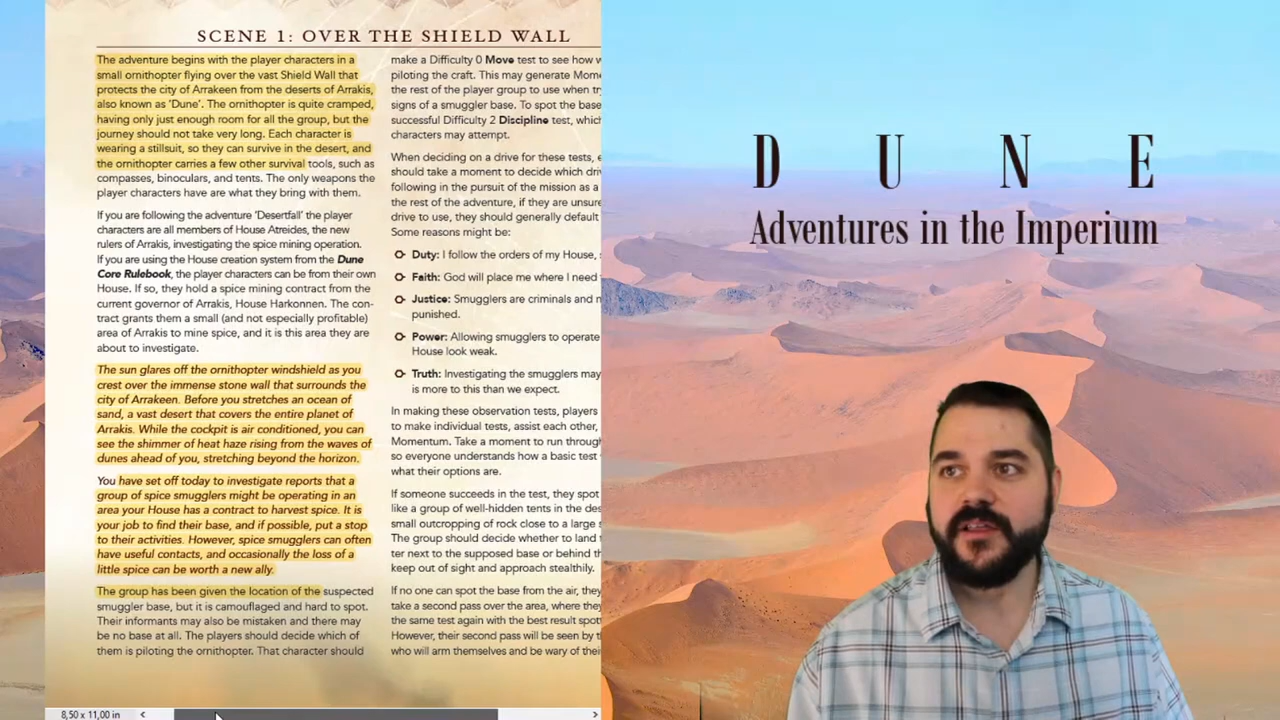 SCENE 1: OVER THE SHIELD WALL
The adventure begins with the player characters in a
small ornithopter flying over the vast Shield Wall that
protects the city of Arrakeen from the deserts of Arrakis,
also known as ‘Dune’. The ornithopter is quite cramped,
having only just enough room for all the group, but the
journey should not take very long. Each character is
wearing a stillsuit, so they can survive in the desert, and
the ornithopter carries a few other survival tools, such as
compasses, binoculars, and tents. The only weapons the
player characters have are what they bring with them.
If you are following the adventure ‘Desertfall’ the player
characters are all members of House Atreides, the new
rulers of Arrakis, investigating the spice mining operation.
If you are using the House creation system from the Dune
Core Rulebook, the player characters can be from their own
House. If so, they hold a spice mining contract from the
current governor of Arrakis, House Harkonnen. The con-
tract grants them a small (and not especially profitable)
area of Arrakis to mine spice, and it is this area they are
about to investigate.
The sun glares off the ornithopter windshield as you
crest over the immense stone wall that surrounds the
city of Arrakeen. Before you stretches an ocean of
sand, a vast desert that covers the entire planet of
Arrakis. While the cockpit is air conditioned, you can
see the shimmer of heat haze rising from the waves of
dunes ahead of you, stretching beyond the horizon.
You have set off today to investigate reports that a
group of spice smugglers might be operating in an
area your House has a contract to harvest spice. It is
your job to find their base, and if possible, put a stop
to their activities. However, spice smugglers can often
have useful contacts, and occasionally the loss of a
little spice can be worth a new ally.
The group has been given the location of the suspected
smuggler base, but it is camouflaged and hard to spot.
Their informants may also be mistaken and there may
be no base at all. The players should decide which of
them is piloting the ornithopter. That character should
make a Difficulty 0 Move test to see how
piloting the craft. This may generate
the rest of the player group to use when
signs of a smuggler base. To spot the base
successful Difficulty 2 Discipline test,
characters may attempt.
When deciding on a drive for these tests,
should take a moment to decide which
following in the pursuit of the mission as a
the rest of the adventure, if they are unsure
drive to use, they should generally default
Some reasons might be:
Duty: I follow the orders of my House,
Faith: God will place me where I need
Justice: Smugglers are criminals and
punished.
Power: Allowing smugglers to operate
House look weak.
Truth: Investigating the smugglers may
is more to this than we expect.
In making these observation tests, players
to make individual tests, assist each other,
Momentum. Take a moment to run through
so everyone understands how a basic test
what their options are.
If someone succeeds in the test, they spot
like a group of well-hidden tents in the
small outcropping of rock close to a large
The group should decide whether to land
ter next to the supposed base or behind
keep out of sight and approach stealthily.
If no one can spot the base from the air,
take a second pass over the area, where
the same test again with the best result
However, their second pass will be seen by
who will arm themselves and be wary of
8,50 x 11,00 in
DUNE
Adventures in the Imperium